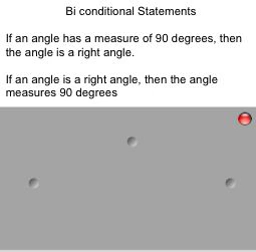 Bi conditional Statements
If an angle has a measure of 90 degrees, then
the angle is a right angle.
If an angle is a right angle, then the angle
measures 90 degrees